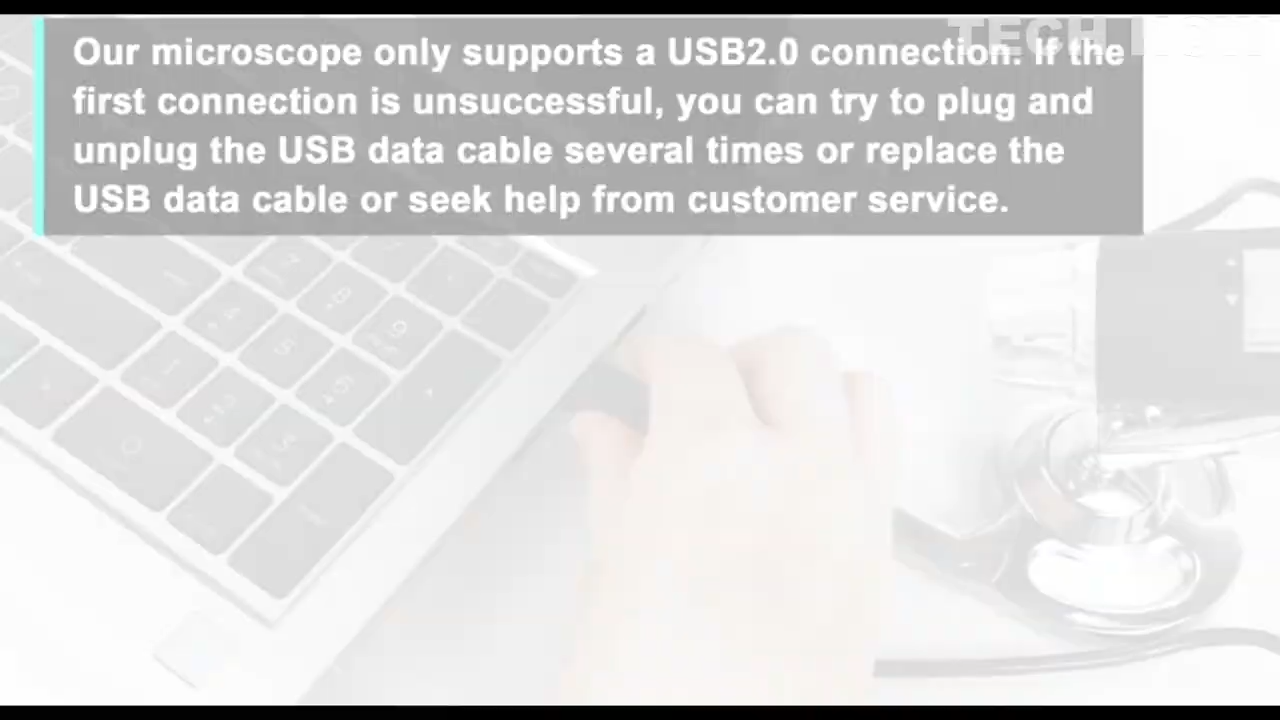 TECH
Our microscope only supports a USB2.0 connection. If the
first connection is unsuccessful, you can try to plug and
unplug the USB data cable several times or replace the
USB data cable or seek help from customer service.